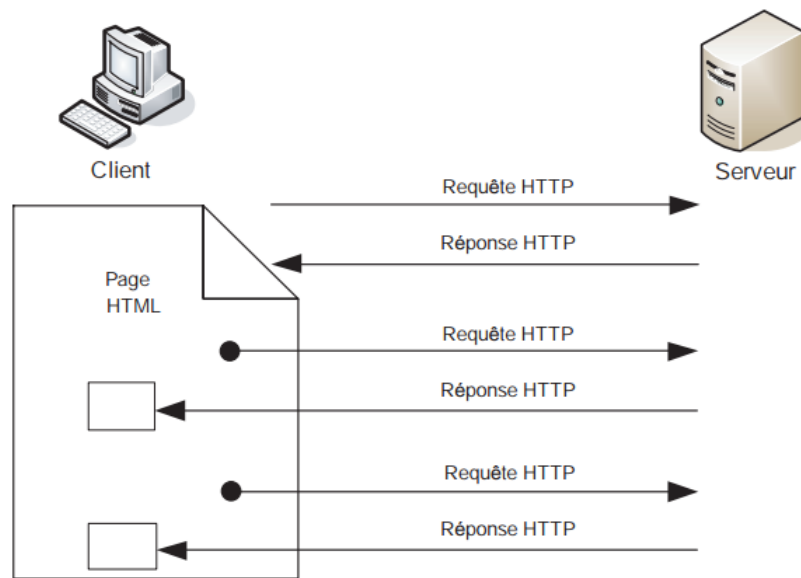 Client
Serveur
Requête HTTP
Réponse HTTP
Page
HTML
Requête HTTP
Réponse HTTP
Requête HTTP
Réponse HTTP